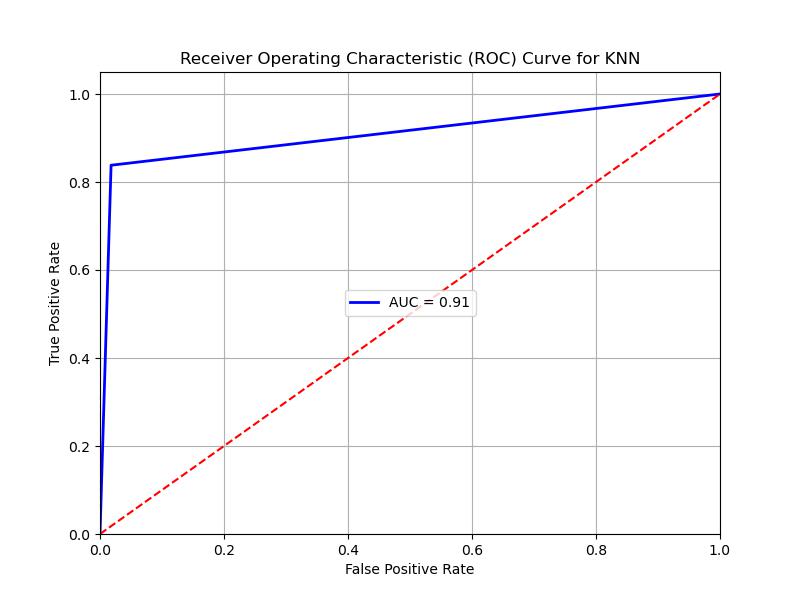 Receiver Operating Characteristic (ROC) Curve for KNN
True Positive Rate
1.0
0.8
0.6
0.4
0.2
0.0
AUC = 0.91
0.0 0.2 0.4 0.6 0.8 1.0
False Positive Rate